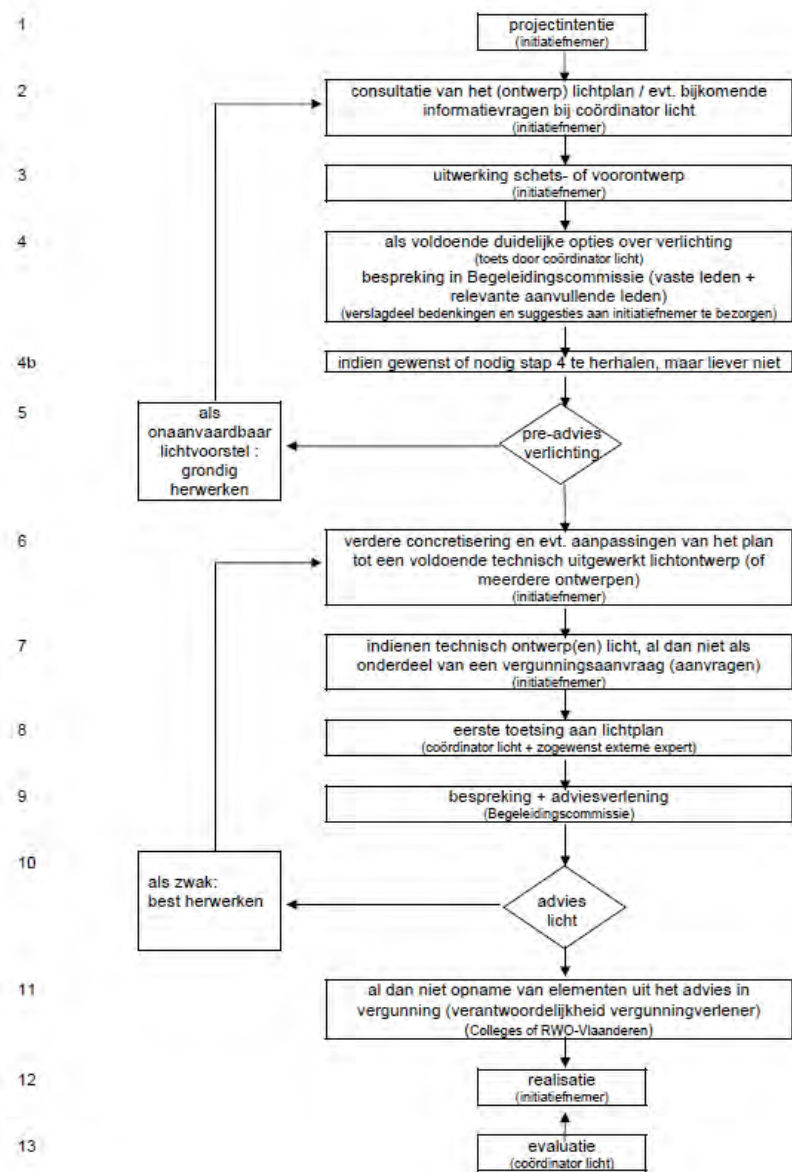 1
projectintentie
(initiatiefnemer)
2
consultatie van het (ontwerp) lichtplan / evt. bijkomende
informatievragen bij coördinator licht
(initiatiefnemer)
3
uitwerking schets- of voorontwerp
(initiatiefnemer)
4
als voldoende duidelijke opties over verlichting
(toets door coördinator licht)
bespreking in Begeleidingscommissie (vaste leden +
relevante aanvullende leden)
(verslagdeel bedenkingen en suggesties aan initiatiefnemer te bezorgen)
4b
indien gewenst of nodig stap 4 te herhalen, maar liever niet
5
als
onaanvaardbaar
lichtvoorstel :
grondig
herwerken
pre-advies
verlichting
6
verdere concretisering en evt. aanpassingen van het plan
tot een voldoende technisch uitgewerkt lichtontwerp (of
meerdere ontwerpen)
(initiatiefnemer)
7
indienen technisch ontwerp(en) licht, al dan niet als
onderdeel van een vergunningsaanvraag (aanvragen)
(initiatiefnemer)
8
eerste toetsing aan lichtplan
(coördinator licht + zogewenst externe expert)
9
bespreking + adviesverlening
(Begeleidingscommissie)
10
als zwak:
best herwerken
advies
licht
11
al dan niet opname van elementen uit het advies in
vergunning (verantwoordelijkheid vergunningverlener)
(Colleges of RWO-Vlaanderen)
12
realisatie
(initiatiefnemer)
13
evaluatie
(coördinator licht)